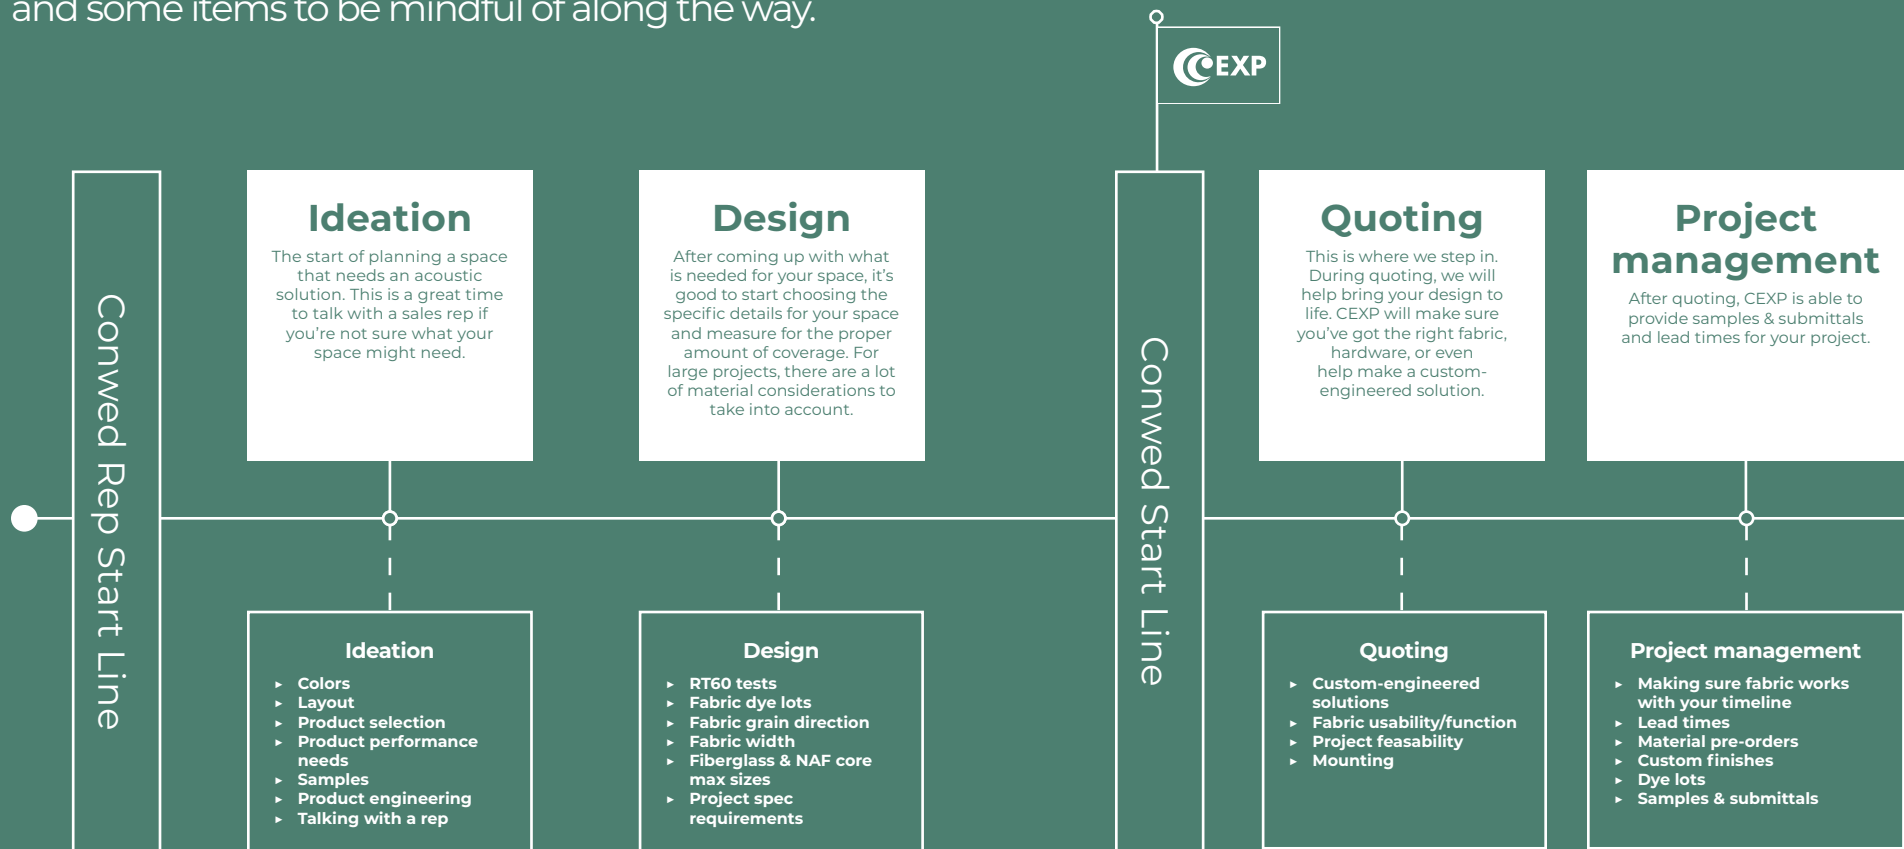 and some items to be mindful of along the way.
EXP
Conwed Rep Start Line
Ideation
The start of planning a space
that needs an acoustic
solution. This is a great time
to talk with a sales rep if
you're not sure what your
space might need.
Design
After coming up with what
is needed for your space, it's
good to start choosing the
specific details for your space
and measure for the proper
amount of coverage. For
large projects, there are a lot
of material considerations to
take into account.
Conwed Start Line
Quoting
This is where we step in.
During quoting, we will
help bring your design to
life. CEXP will make sure
you've got the right fabric,
hardware, or even
help make a custom-
engineered solution.
Project
management
After quoting, CEXP is able to
provide samples & submittals
and lead times for your project.
Ideation
▸ Colors
▸ Layout
▸ Product selection
▸ Product performance
needs
▸ Samples
▸ Product engineering
▸ Talking with a rep
Design
▸ RT60 tests
▸ Fabric dye lots
▸ Fabric grain direction
▸ Fabric width
▸ Fiberglass & NAF core
max sizes
▸ Project spec
requirements
Quoting
▸ Custom-engineered
solutions
▸ Fabric usability/function
▸ Project feasability
▸ Mounting
Project management
▸ Making sure fabric works
with your timeline
▸ Lead times
▸ Material pre-orders
▸ Custom finishes
▸ Dye lots
▸ Samples & submittals